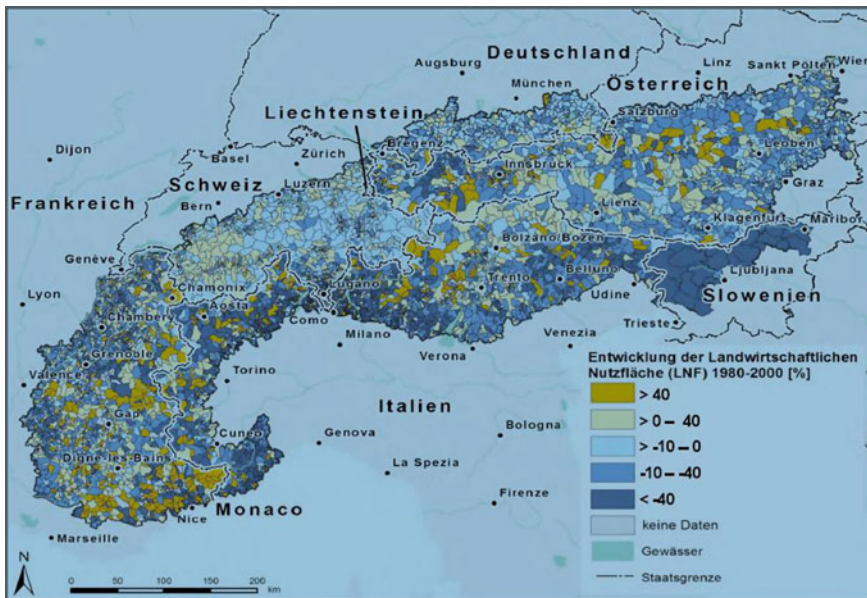 Deutschland
Augsburg
Linz
Sankt Pölten
Wien
München
Österreich
Liechtenstein
Salzburg
Dijon
Basel
Zürich
Bregenz
Innsbruck
Leoben
Schweiz
Luzern
Graz
Frankreich
Bern
Lienz
Klagenfurt
Maribor
Bolzano/Bozen
Genève
Chamonix
Lugano
Trento
Belluno
Ljubljana
Lyon
Aosta
Udine
Slowenien
Chambéry
Como
Milano
Trieste
Grenoble
Verona
Venezia
Valence
Torino
Italien
Gap
Cuneo
Genova
Bologna
Digne-les-Bains
La Spezia
Nice
Monaco
Firenze
Marseille
Entwicklung der Landwirtschaftlichen
Nutzfläche (LNF) 1980-2000 [%]
> 40
> 0 – 40
> -10 – 0
-10 – -40
< -40
keine Daten
Gewässer
Staatsgrenze
N
0 50 100 150 200
km